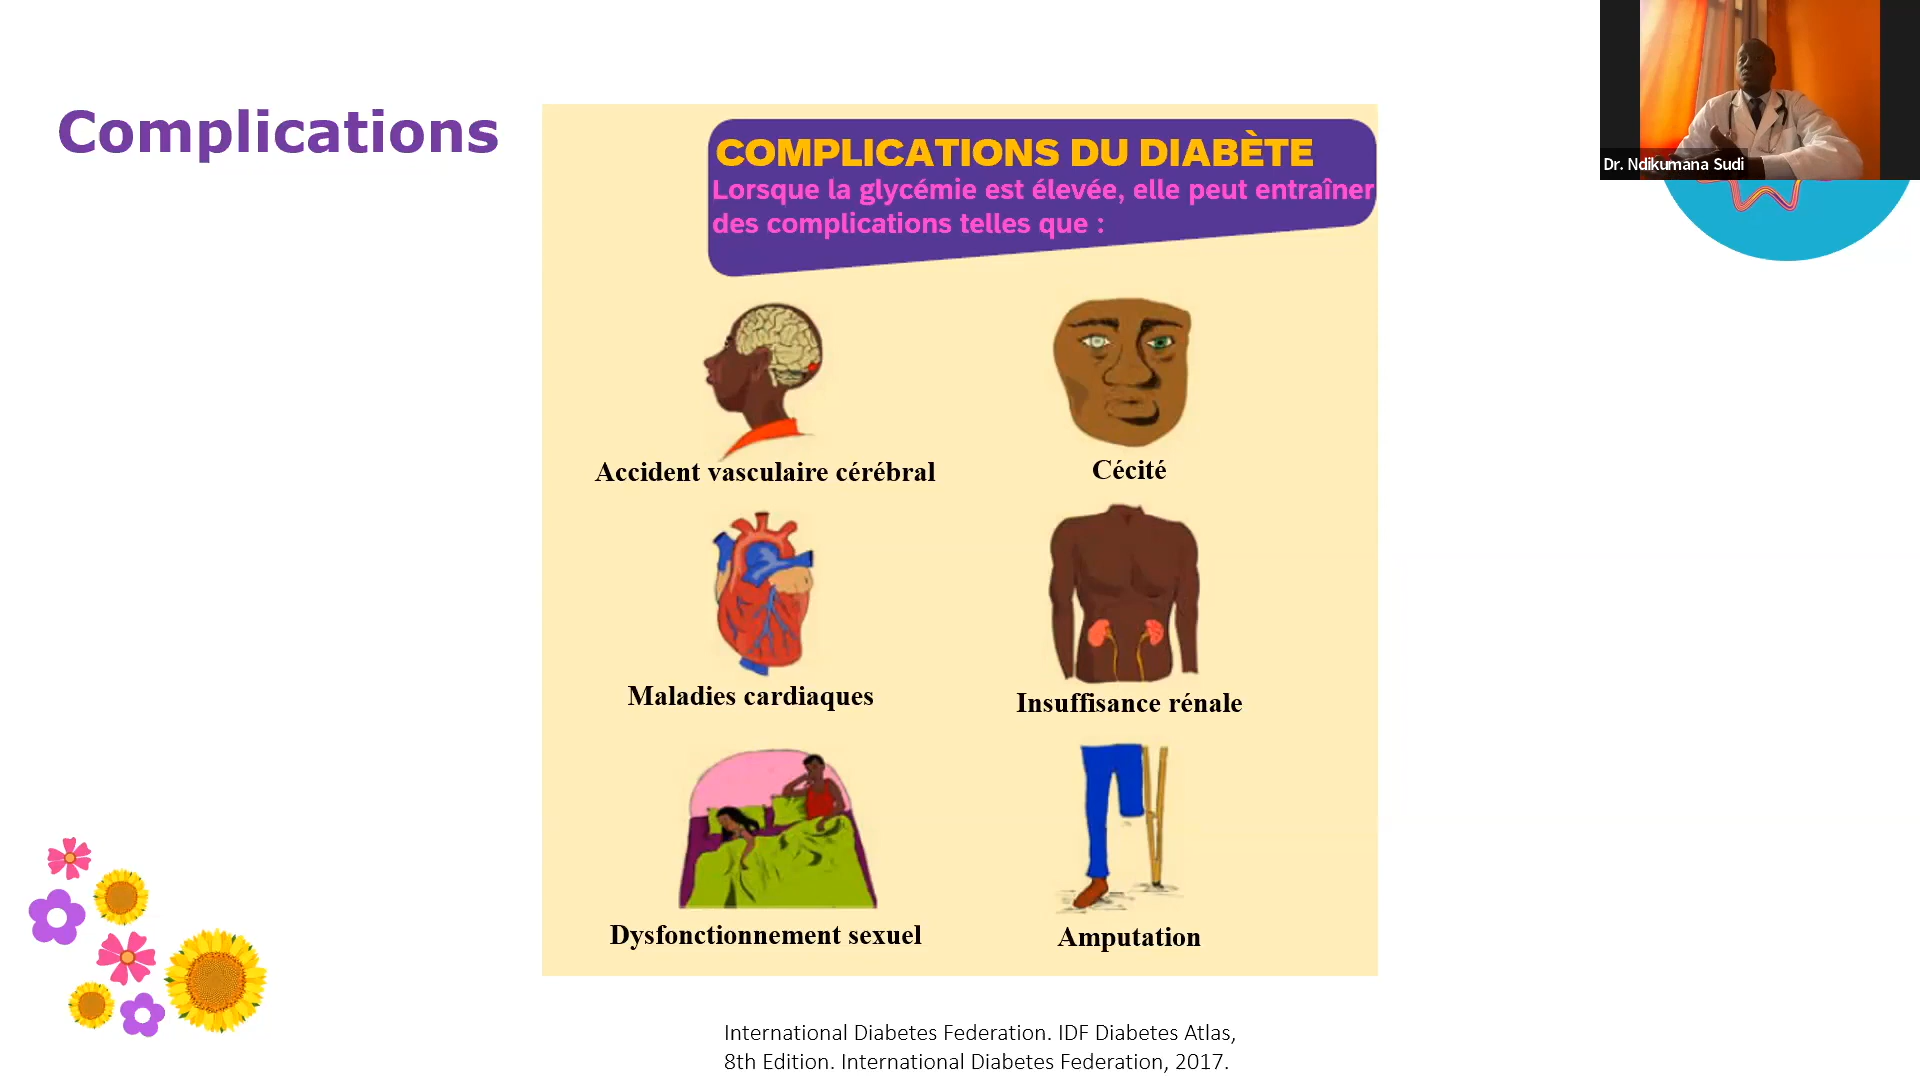 Complications
COMPLICATIONS DU DIABÈTE
Lorsque la glycémie est élevée, elle peut entraîner
des complications telles que :
Accident vasculaire cérébral
Cécité
Maladies cardiaques
Insuffisance rénale
Dysfonctionnement sexuel
Amputation
International Diabetes Federation. IDF Diabetes Atlas,
8th Edition. International Diabetes Federation, 2017.
Dr. Ndikumana Sudi